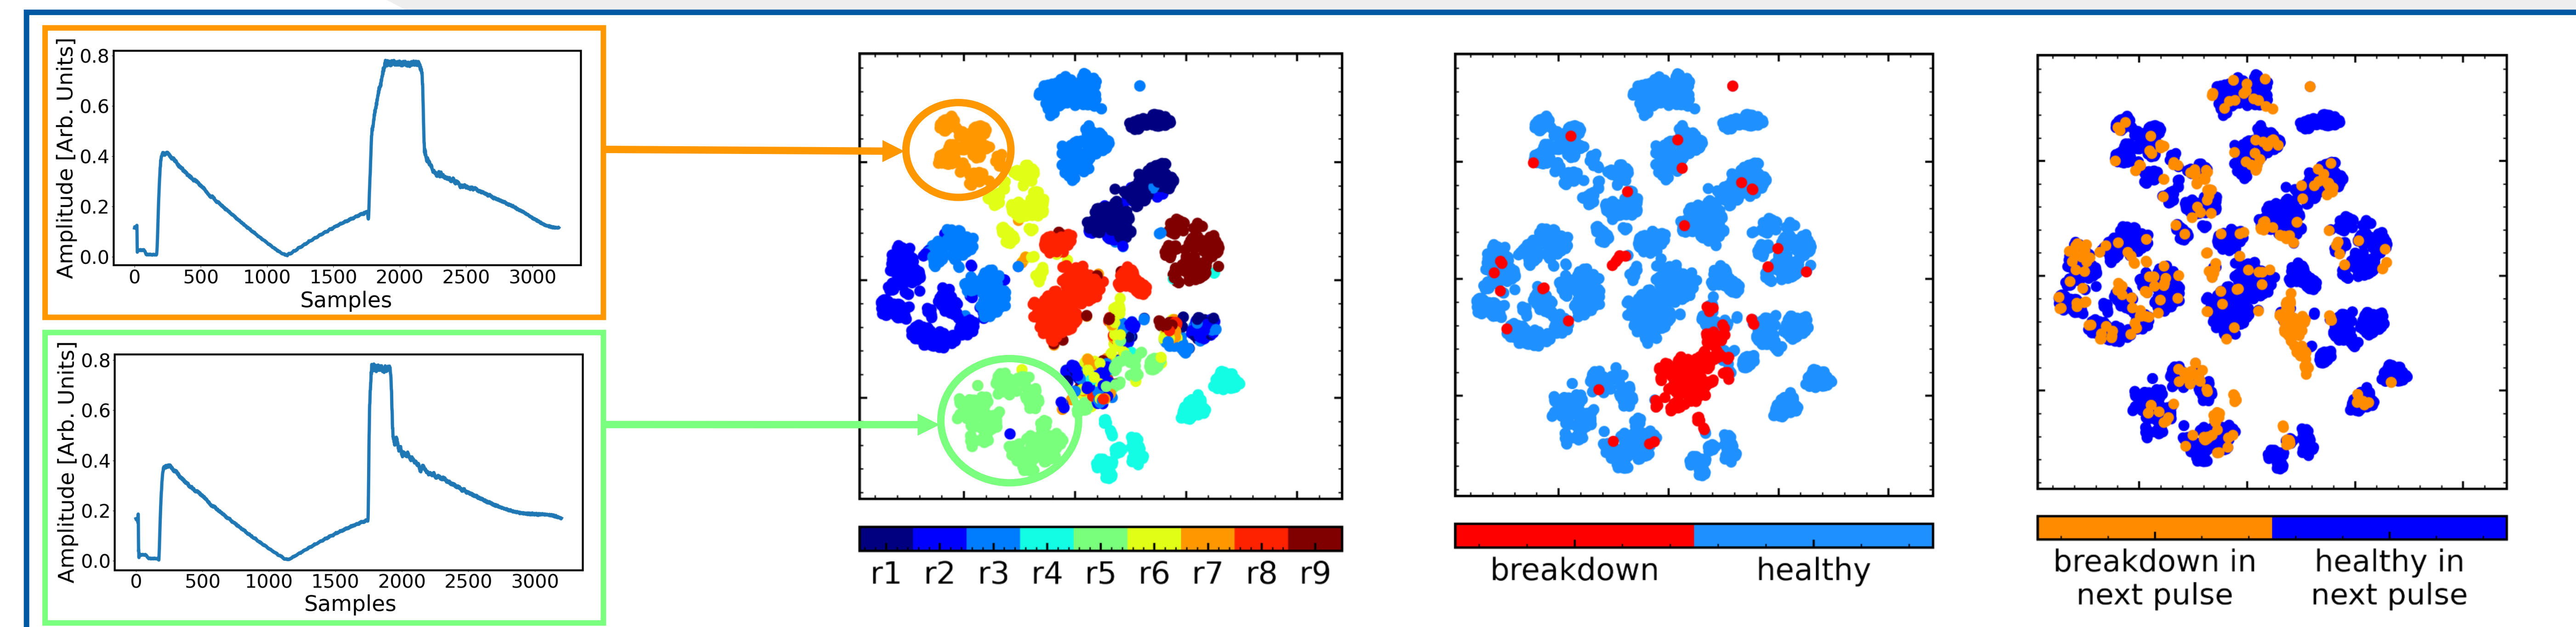 Amplitude [Arb. Units]
0.8
0.6
0.4
0.2
0.0
0 500 1000 1500 2000 2500 3000
Samples
Amplitude [Arb. Units]
0.8
0.6
0.4
0.2
0.0
0 500 1000 1500 2000 2500 3000
Samples
r1 r2 r3 r4 r5 r6 r7 r8 r9
breakdown healthy
breakdown in
next pulse
healthy in
next pulse